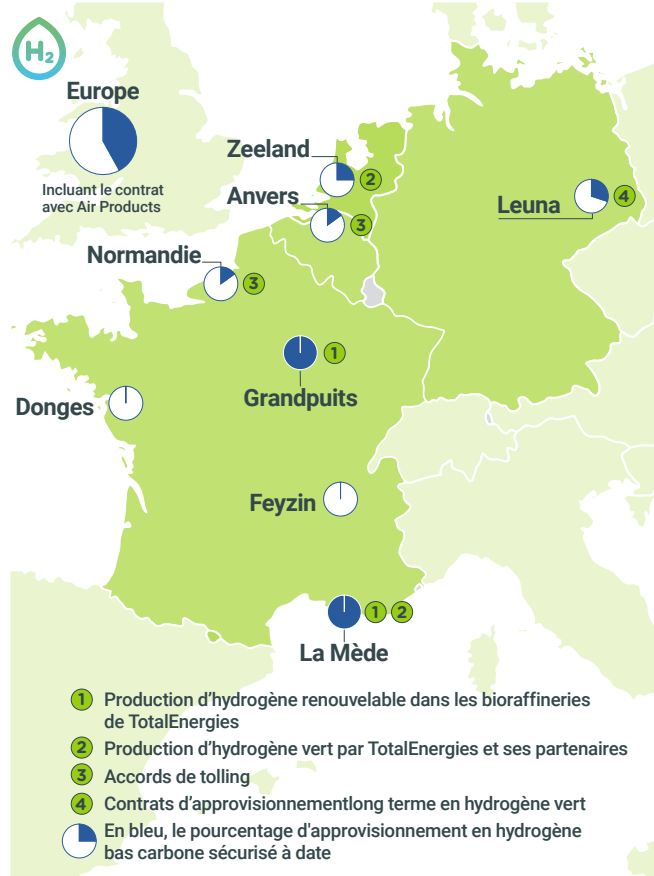 H₂
Europe
Incluant le contrat
avec Air Products
Zeeland
2
Anvers
3
Leuna
4
Normandie
3
1
Grandpuits
Donges
Feyzin
1 2
La Mède
1 Production d’hydrogène renouvelable dans les bioraffineries
de TotalEnergies
2 Production d’hydrogène vert par TotalEnergies et ses partenaires
3 Accords de tolling
4 Contrats d’approvisionnementlong terme en hydrogène vert
En bleu, le pourcentage d'approvisionnement en hydrogène
bas carbone sécurisé à date